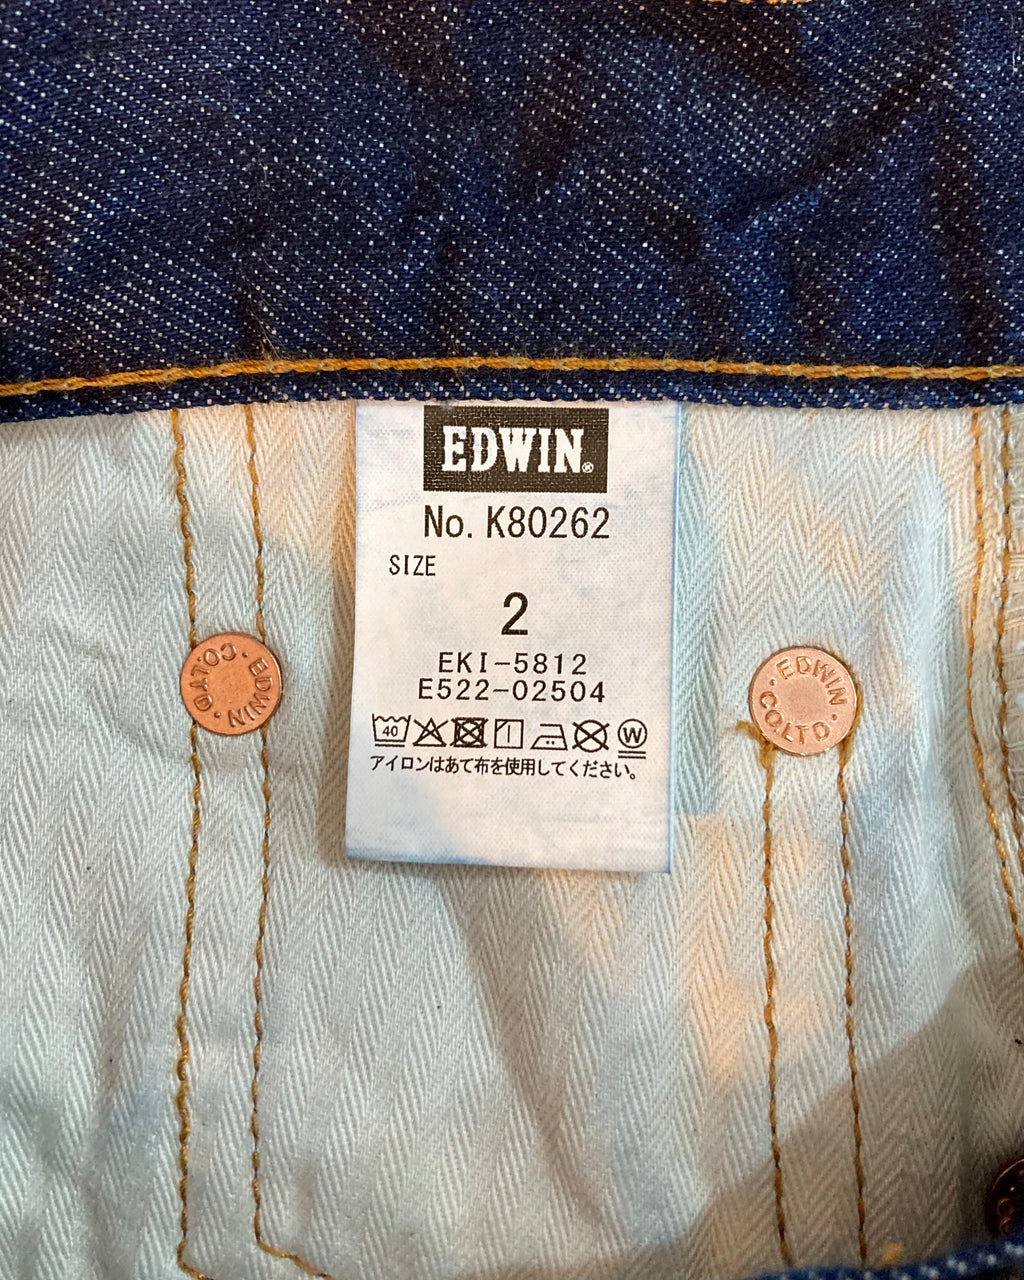 EDWIN®
No. K80262
SIZE
2
EKI-5812
E522-02504
40 W
アイロンはあて布を使用してください。
EDWIN · CO.LTD ·
· EDWIN · CO.LTD